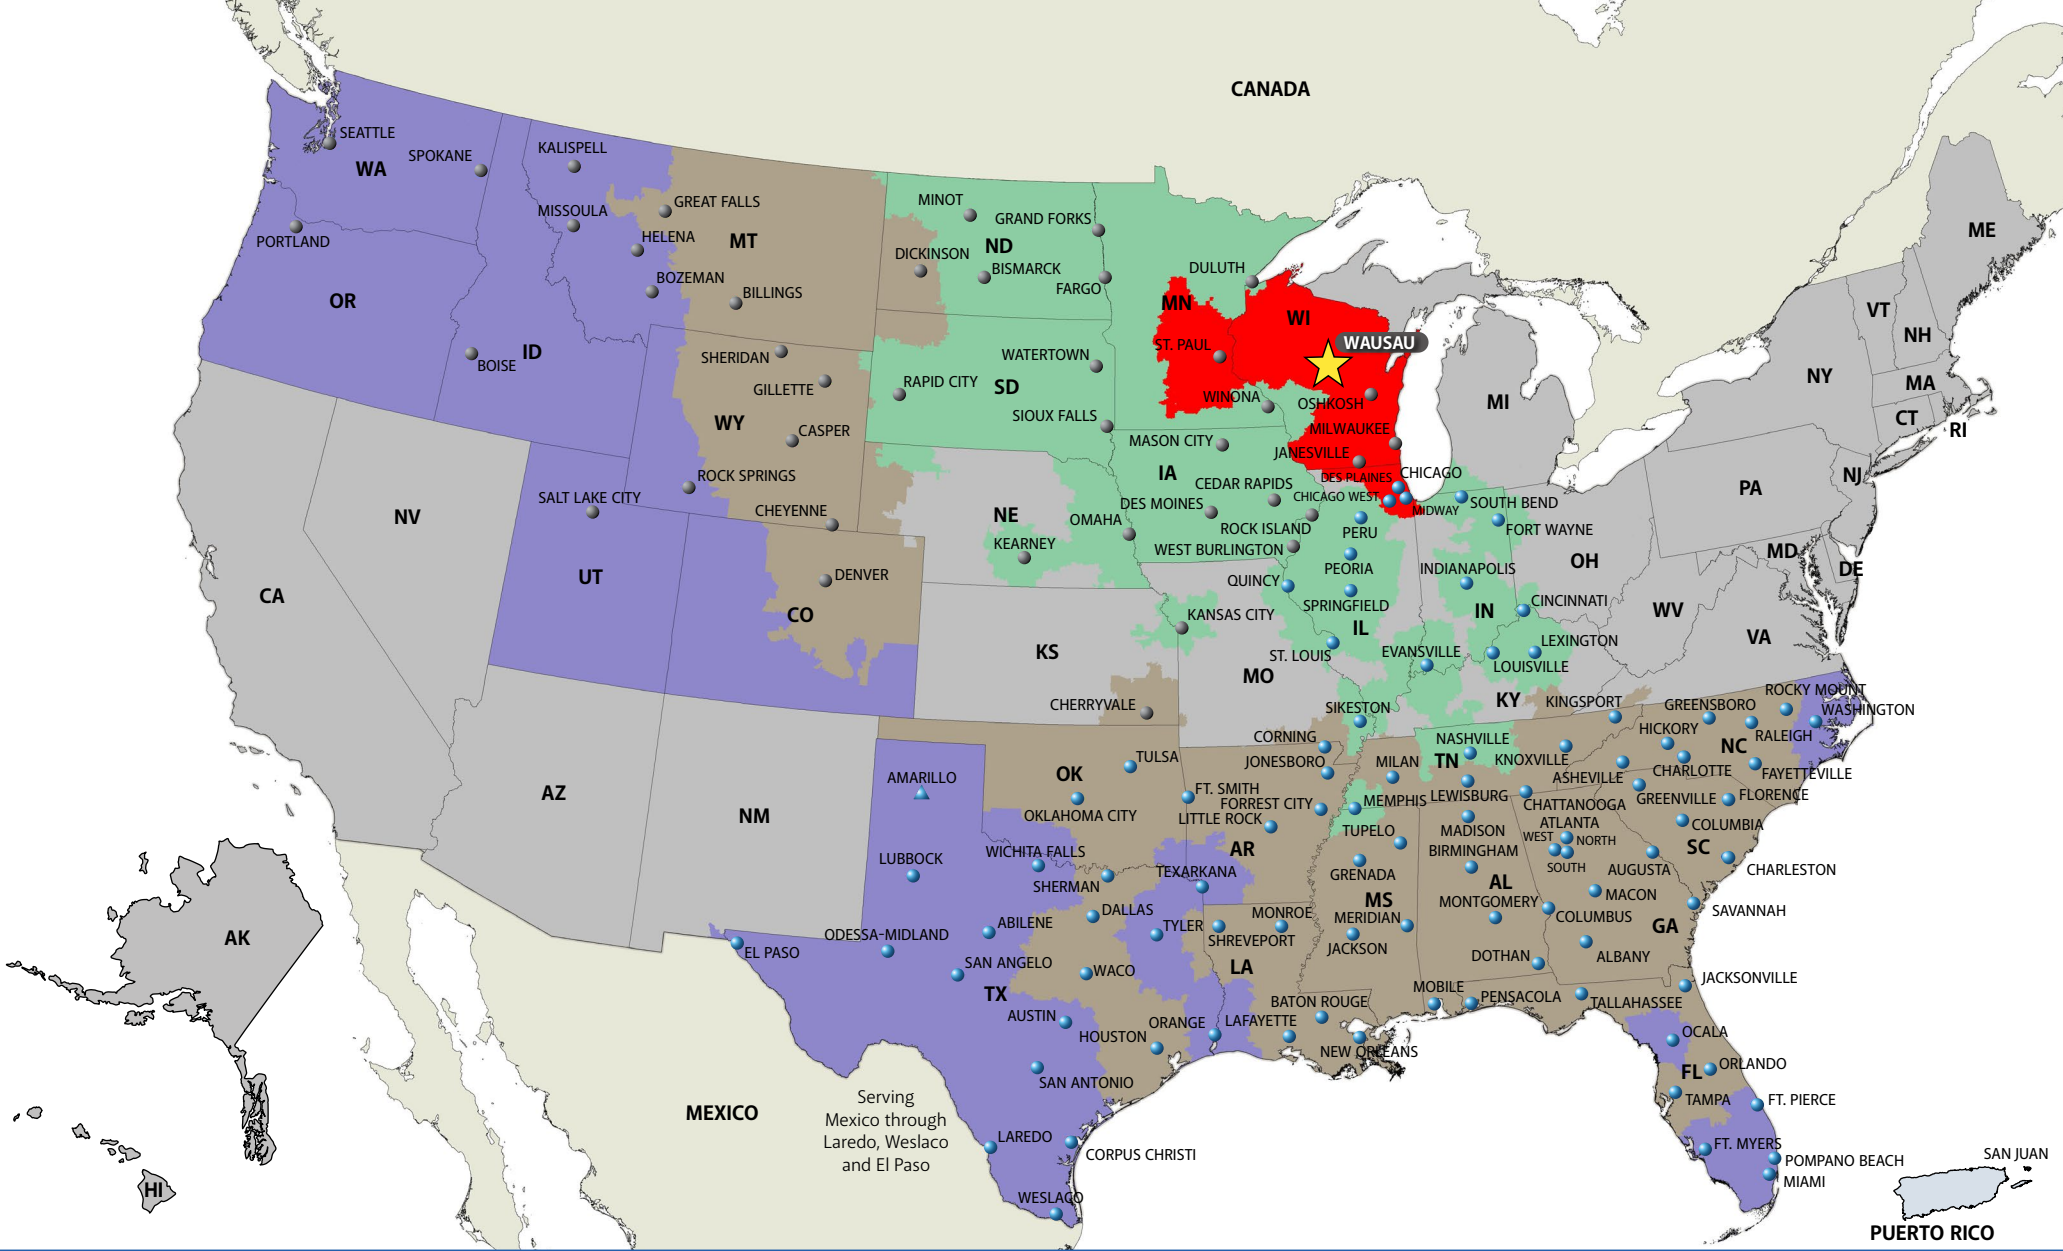 CANADA
SEATTLE
SPOKANE
WA
KALISPELL
GREAT FALLS
MISSOULA
PORTLAND
HELENA
MT
BOZEMAN
BILLINGS
OR
ID
BOISE
MINOT
GRAND FORKS
DICKINSON
ND
BISMARCK
FARGO
DULUTH
MN
WI
WAUSAU
ST. PAUL
SHERIDAN
GILLETTE
WY
CASPER
ROCK SPRINGS
CHEYENNE
WATERTOWN
RAPID CITY
SD
SIOUX FALLS
WINONA
OSHKOSH
MILWAUKEE
MASON CITY
JANESVILLE
IA
DES PLAINES
CHICAGO
CEDAR RAPIDS
CHICAGO WEST
MIDWAY
SOUTH BEND
DES MOINES
ROCK ISLAND
PERU
FORT WAYNE
OMAHA
WEST BURLINGTON
NE
KEARNEY
ME
VT
NH
NY
MA
CT
RI
MI
PA
NJ
MD
DE
OH
WV
VA
SALT LAKE CITY
NV
UT
CA
DENVER
CO
QUINCY
PEORIA
INDIANAPOLIS
SPRINGFIELD
CINCINNATI
IN
IL
KANSAS CITY
LEXINGTON
KS
ST. LOUIS
EVANSVILLE
LOUISVILLE
MO
KY
CHERRYVALE
SIKESTON
KINGSPORT
GREENSBORO
ROCKY MOUNT
WASHINGTON
CORNING
NASHVILLE
HICKORY
RALEIGH
NC
TULSA
JONESBORO
MILAN
TN
KNOXVILLE
ASHEVILLE
CHARLOTTE
FAYETTEVILLE
AZ
NM
AMARILLO
OK
FT. SMITH
OKLAHOMA CITY
FORREST CITY
MEMPHIS
LEWISBURG
CHATTANOOGA
GREENVILLE
FLORENCE
LITTLE ROCK
TUPELO
MADISON
ATLANTA
COLUMBIA
WEST
NORTH
SOUTH
AR
BIRMINGHAM
SC
LUBBOCK
WICHITA FALLS
SHERMAN
TEXARKANA
GRENADA
AL
AUGUSTA
CHARLESTON
MS
MACON
MONTGOMERY
COLUMBUS
SAVANNAH
DALLAS
MONROE
MERIDIAN
GA
ABILENE
TYLER
SHREVEPORT
JACKSON
ODESSA-MIDLAND
EL PASO
SAN ANGELO
WACO
LA
DOTHAN
ALBANY
TX
MOBILE
PENSACOLA
TALLAHASSEE
JACKSONVILLE
AUSTIN
HOUSTON
ORANGE
LAFAYETTE
BATON ROUGE
NEW ORLEANS
OCALA
SAN ANTONIO
FL
ORLANDO
TAMPA
FT. PIERCE
AK
HI
MEXICO
Serving
Mexico through
Laredo, Weslaco
and El Paso
LAREDO
CORPUS CHRISTI
WESLACO
FT. MYERS
POMPANO BEACH
MIAMI
SAN JUAN
PUERTO RICO